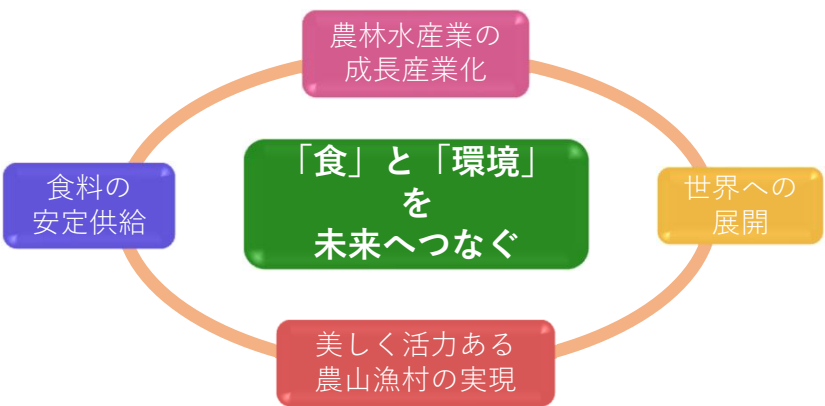 農林水産業の
成長産業化
「食」と「環境」
を
未来へつなぐ
食料の
安定供給
世界への
展開
美しく活力ある
農山漁村の実現